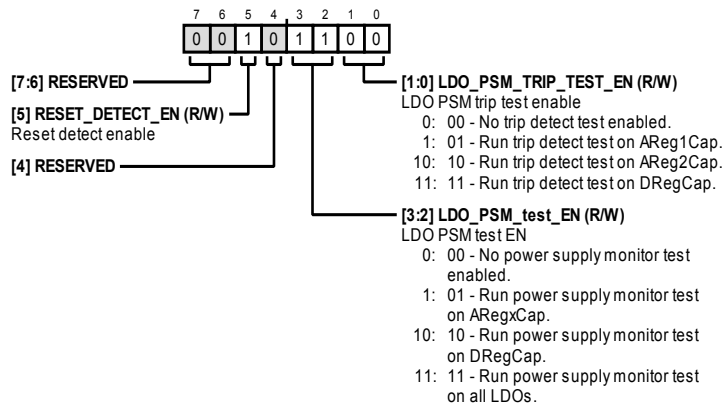 7 6 5 4 3 2 1 0
0 0 1 0 1 1 0 0
[7:6] RESERVED
[5] RESET_DETECT_EN (R/W)
Reset detect enable
[4] RESERVED
[1:0] LDO_PSM_TRIP_TEST_EN (R/W)
LDO PSM trip test enable
0: 00 - No trip detect test enabled.
1: 01 - Run trip detect test on AReg1Cap.
10: 10 - Run trip detect test on AReg2Cap.
11: 11 - Run trip detect test on DRegCap.
[3:2] LDO_PSM_test_EN (R/W)
LDO PSM test EN
0: 00 - No power supply monitor test
enabled.
1: 01 - Run power supply monitor test
on ARegxCap.
10: 10 - Run power supply monitor test
on DRegCap.
11: 11 - Run power supply monitor test
on all LDOs.